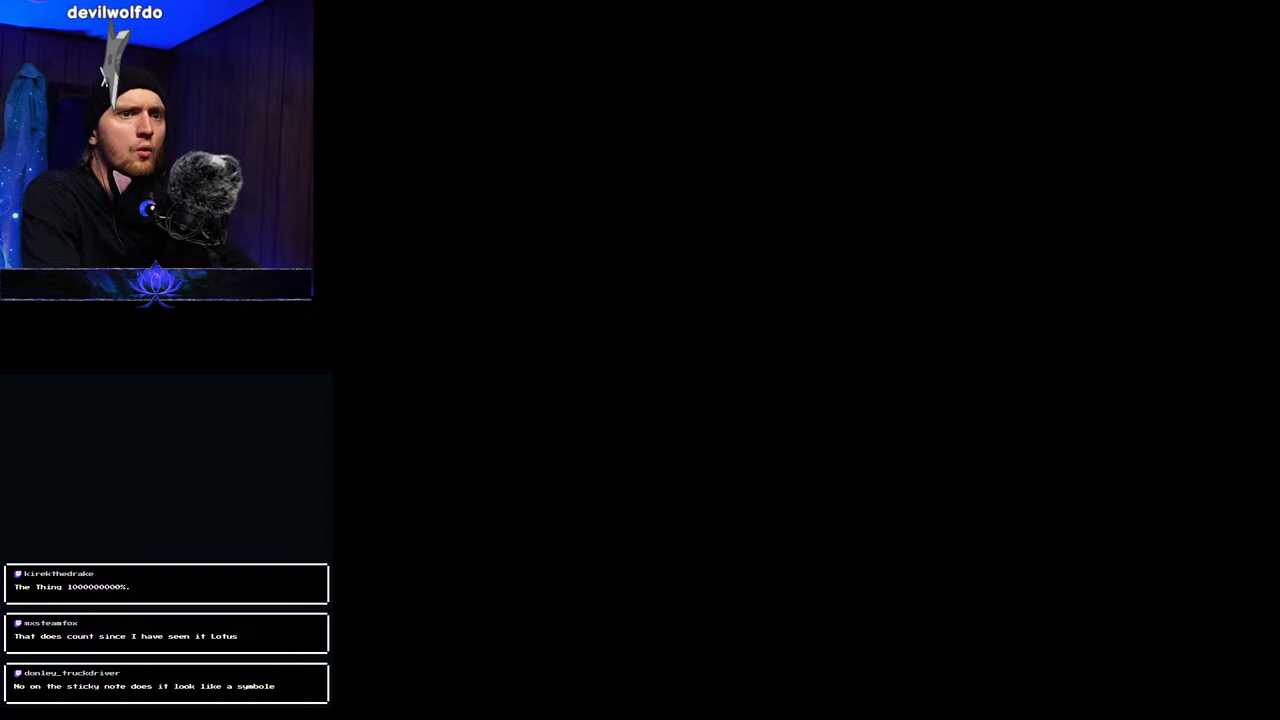 devilwolfdo
kirekthedrake
The Thing 1000000000%.
mxsteamfox
That does count since I have seen it Lotus
donley_truckdriver
No on the sticky note does it look like a symbole